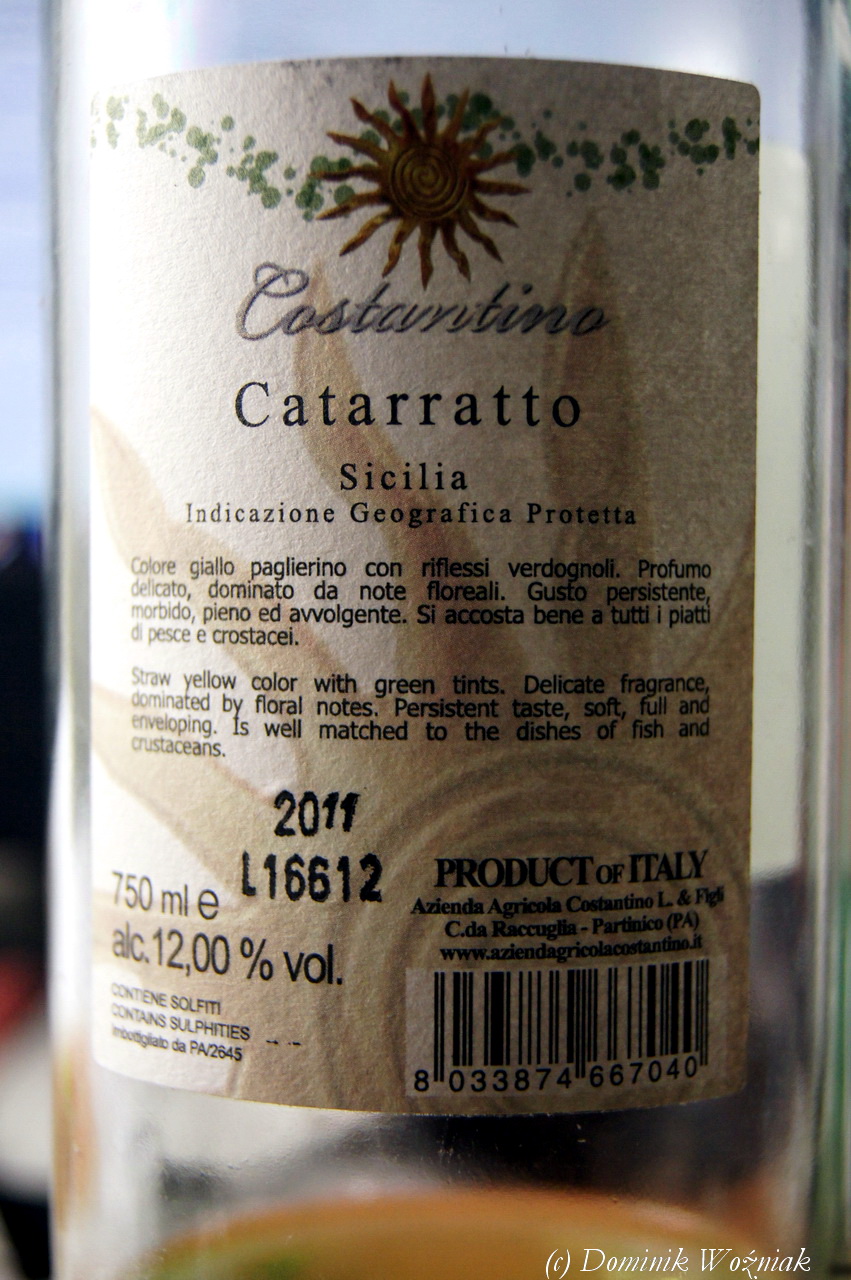 Costantino
Catarratto
Sicilia
Indicazione Geografica Protetta
Colore giallo paglierino con riflessi verdognoli. Profumo
delicato, dominato da note floreali. Gusto persistente,
morbido, pieno ed avvolgente. Si accosta bene a tutti i piatti
di pesce e crostacei.
Straw yellow color with green tints. Delicate fragrance,
dominated by floral notes. Persistent taste, soft, full and
enveloping. Is well matched to the dishes of fish and
crustaceans.
2011
L16612
750 ml e
alc.12,00 % vol.
CONTIENE SOLFITI
CONTAINS SULPHITIES
Imbottigliato da PA/2645
PRODUCT OF ITALY
Azienda Agricola Costantino L. & Figli
C.da Raccuglia - Partinico (PA)
www.aziendagricolacostantino.it
8 033874 667040
(c) Dominik Woźniak